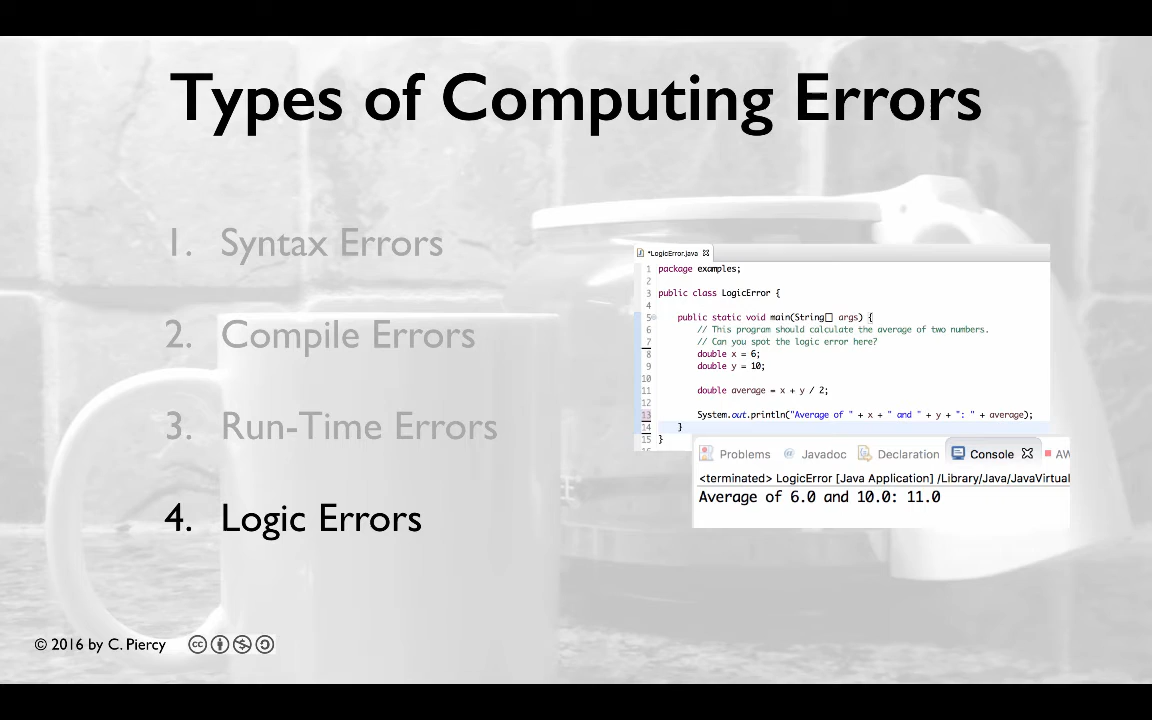 Types of Computing Errors
1. Syntax Errors
2. Compile Errors
3. Run-Time Errors
4. Logic Errors
*LogicError.java
1 package examples;
2
3 public class LogicError {
4
5 public static void main(String[] args) {
6 // This program should calculate the average of two numbers.
7 // Can you spot the logic error here?
8 double x = 6;
9 double y = 10;
10
11 double average = x + y / 2;
12
13 System.out.println("Average of " + x + " and " + y + ": " + average);
14 }
15 }
Problems @ Javadoc Declaration Console AW
<terminated> LogicError [Java Application] /Library/Java/JavaVirtual
Average of 6.0 and 10.0: 11.0
© 2016 by C. Piercy cc